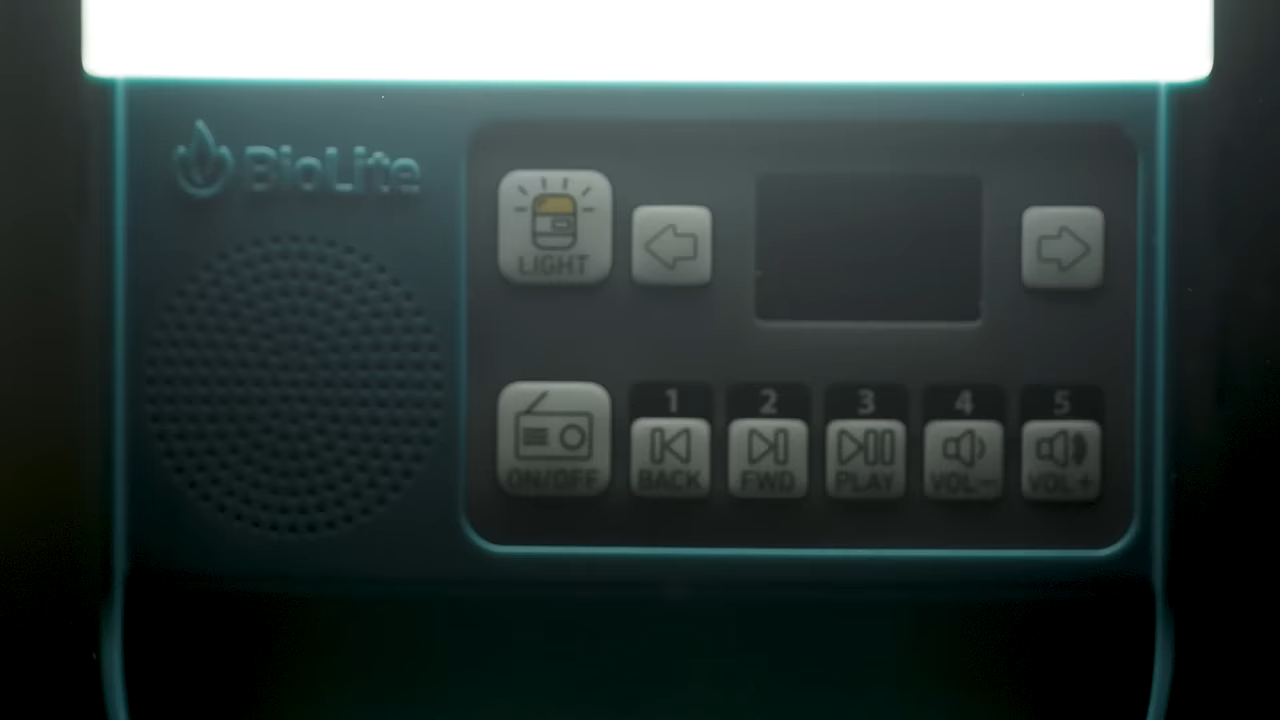 BioLite
LIGHT
ON/OFF
1 2 3 4 5
BACK FWD PLAY VOL- VOL+